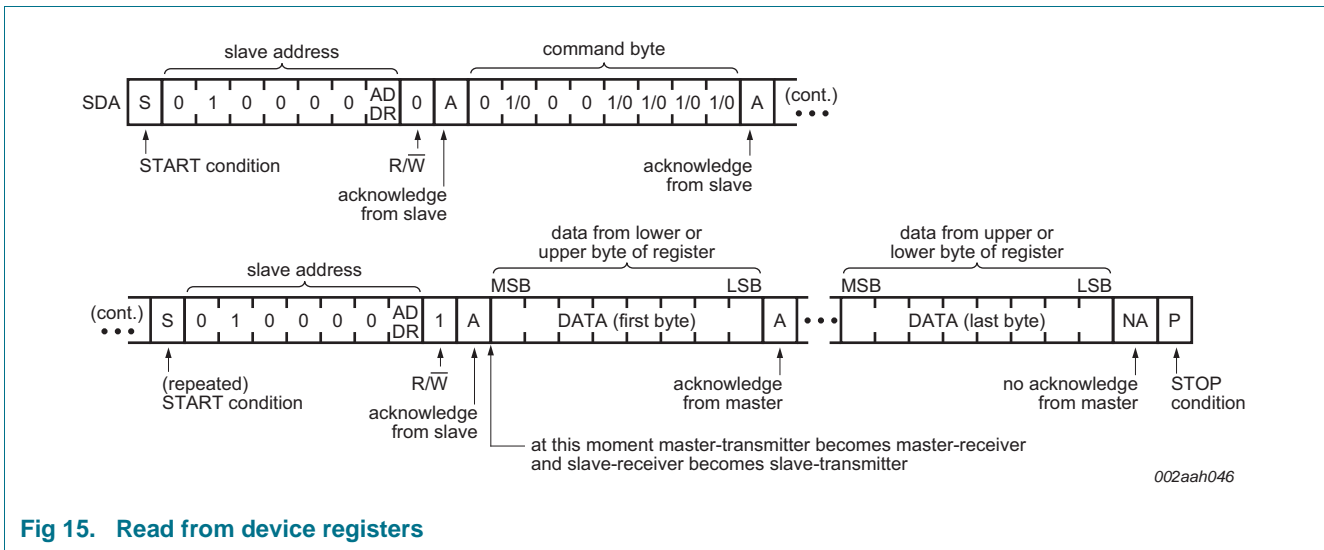 slave address
command byte
SDA S 0 1 0 0 0 0 AD DR 0 A 0 1/0 0 0 1/0 1/0 1/0 1/0 A (cont.)
START condition
R/W
acknowledge
from slave
acknowledge
from slave
data from lower or
upper byte of register
data from upper or
lower byte of register
slave address
MSB LSB MSB LSB
(cont.) S 0 1 0 0 0 0 AD DR 1 A DATA (first byte) A DATA (last byte) NA P
(repeated)
START condition
R/W
acknowledge
from slave
acknowledge
from master
no acknowledge
from master
STOP
condition
at this moment master-transmitter becomes master-receiver
and slave-receiver becomes slave-transmitter
002aah046
Fig 15. Read from device registers